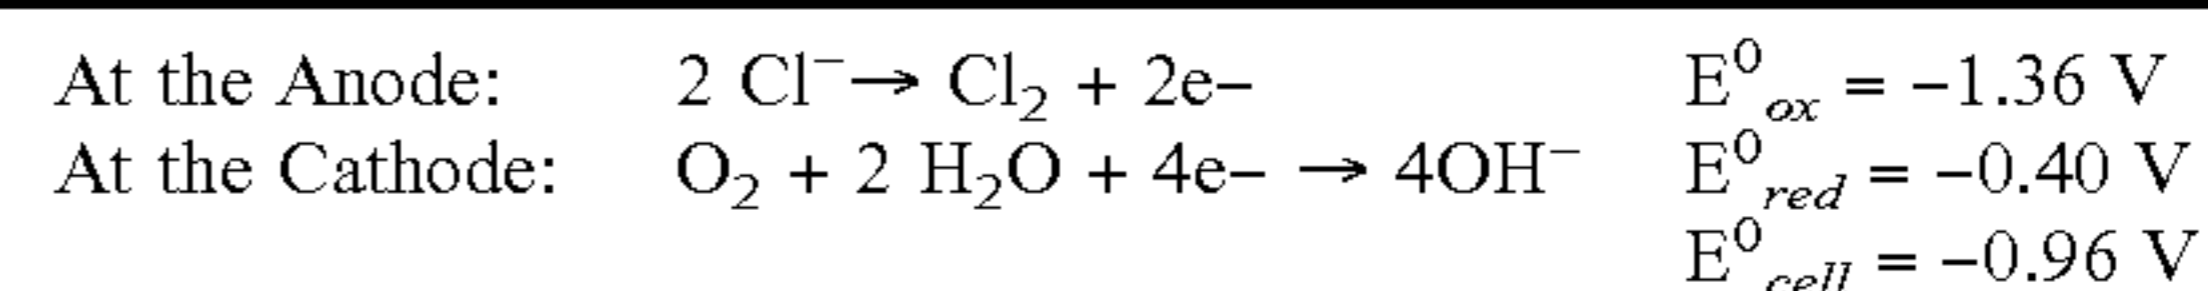 At the Anode: 2 Cl⁻→ Cl₂ + 2e– E⁰ₒₓ = –1.36 V
At the Cathode: O₂ + 2 H₂O + 4e– → 4OH⁻ E⁰red = –0.40 V
E⁰cell = –0.96 V